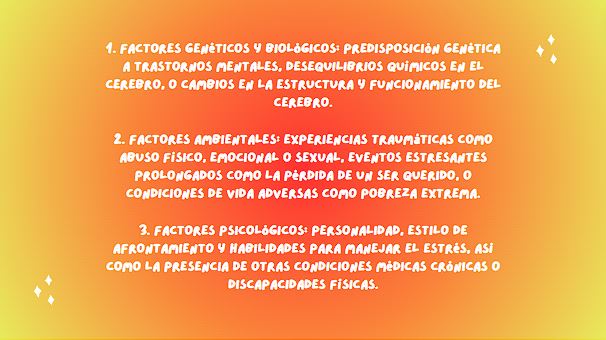 1. FACTORES GENÉTICOS Y BIOLÓGICOS: PREDISPOSICIÓN GENÉTICA
A TRASTORNOS MENTALES, DESEQUILIBRIOS QUÍMICOS EN EL
CEREBRO, O CAMBIOS EN LA ESTRUCTURA Y FUNCIONAMIENTO DEL
CEREBRO.
2. FACTORES AMBIENTALES: EXPERIENCIAS TRAUMÁTICAS COMO
ABUSO FÍSICO, EMOCIONAL O SEXUAL, EVENTOS ESTRESANTES
PROLONGADOS COMO LA PÉRDIDA DE UN SER QUERIDO, O
CONDICIONES DE VIDA ADVERSAS COMO POBREZA EXTREMA.
3. FACTORES PSICOLÓGICOS: PERSONALIDAD, ESTILO DE
AFRONTAMIENTO Y HABILIDADES PARA MANEJAR EL ESTRÉS, ASÍ
COMO LA PRESENCIA DE OTRAS CONDICIONES MÉDICAS CRÓNICAS O
DISCAPACIDADES FÍSICAS.